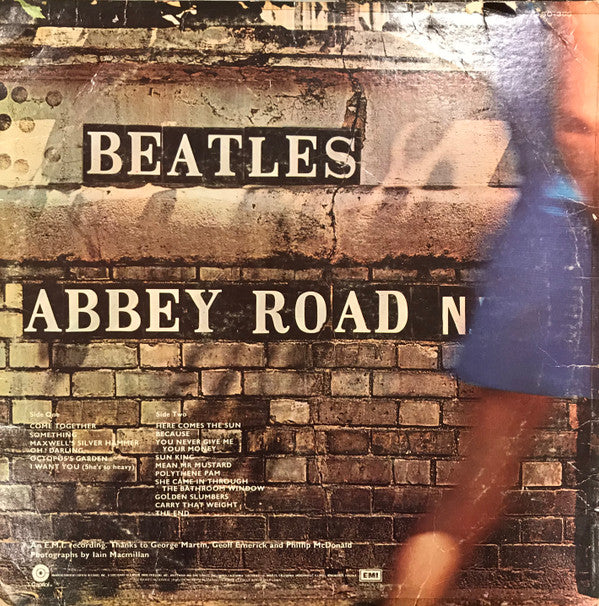 BEATLES
ABBEY ROAD N
Side One
COME TOGETHER
SOMETHING
MAXWELL'S SILVER HAMMER
OH! DARLING
OCTOPUS'S GARDEN
I WANT YOU (She's so heavy)
Side Two
HERE COMES THE SUN
BECAUSE
YOU NEVER GIVE ME
YOUR MONEY
SUN KING
MEAN MR MUSTARD
POLYTHENE PAM
SHE CAME IN THROUGH
THE BATHROOM WINDOW
GOLDEN SLUMBERS
CARRY THAT WEIGHT
THE END
An E.M.I. recording. Thanks to George Martin, Geoff Emerick and Phillip McDonald
Photographs by Iain Macmillan
Capitol
EMI